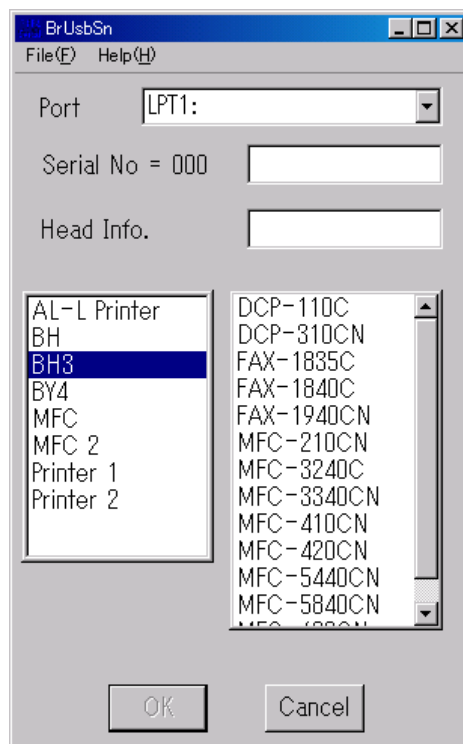 BrUsbSn
File(F) Help(H)
Port LPT1:
Serial No = 000
Head Info.
AL-L Printer
BH
BH3
BY4
MFC
MFC 2
Printer 1
Printer 2
DCP-110C
DCP-310CN
FAX-1835C
FAX-1840C
FAX-1940CN
MFC-210CN
MFC-3240C
MFC-3340CN
MFC-410CN
MFC-420CN
MFC-5440CN
MFC-5840CN
OK Cancel